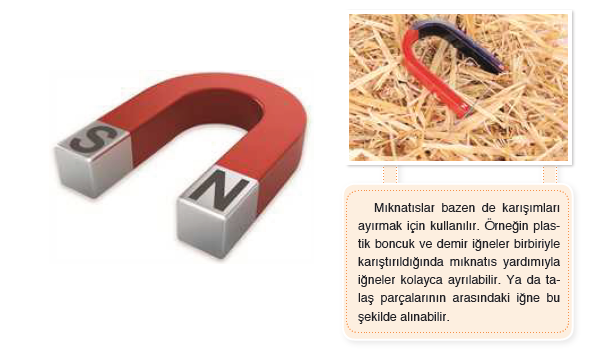 S
N
Mıknatıslar bazen de karışımları
ayırmak için kullanılır. Örneğin plas-
tik boncuk ve demir iğneler birbiriyle
karıştırıldığında mıknatıs yardımıyla
iğneler kolayca ayrılabilir. Ya da ta-
laş parçalarının arasındaki iğne bu
şekilde alınabilir.